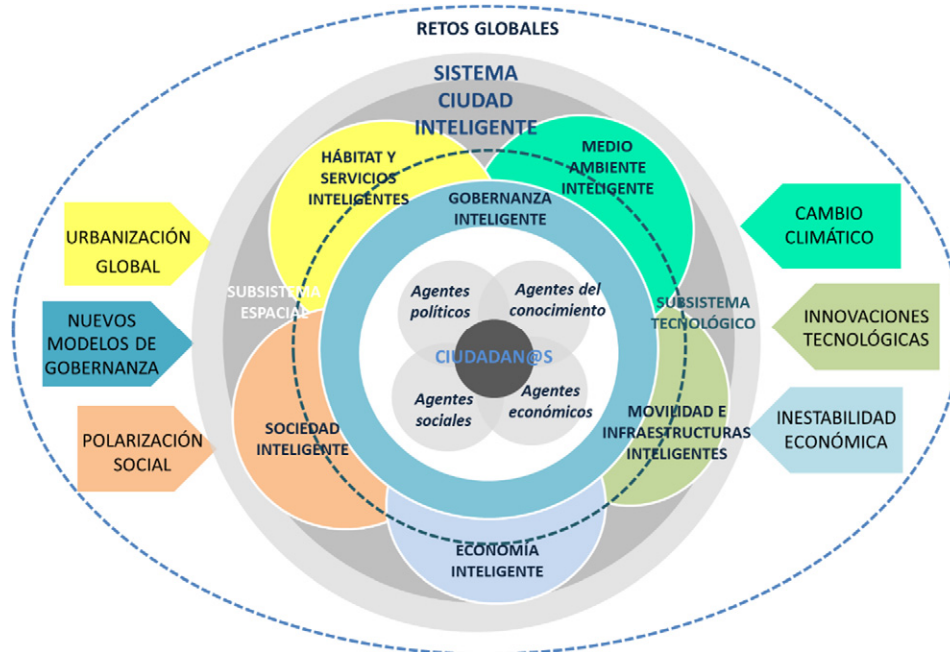 RETOS GLOBALES
SISTEMA
CIUDAD
INTELIGENTE
HÁBITAT Y
SERVICIOS
INTELIGENTES
MEDIO
AMBIENTE
INTELIGENTE
GOBERNANZA
INTELIGENTE
URBANIZACIÓN
GLOBAL
CAMBIO
CLIMÁTICO
SUBSISTEMA
ESPACIAL
Agentes
políticos
Agentes del
conocimiento
SUBSISTEMA
TECNOLÓGICO
NUEVOS
MODELOS DE
GOBERNANZA
CIUDADAN@S
INNOVACIONES
TECNOLÓGICAS
Agentes
sociales
Agentes
económicos
POLARIZACIÓN
SOCIAL
SOCIEDAD
INTELIGENTE
MOVILIDAD E
INFRAESTRUCTURAS
INTELIGENTES
INESTABILIDAD
ECONÓMICA
ECONOMÍA
INTELIGENTE